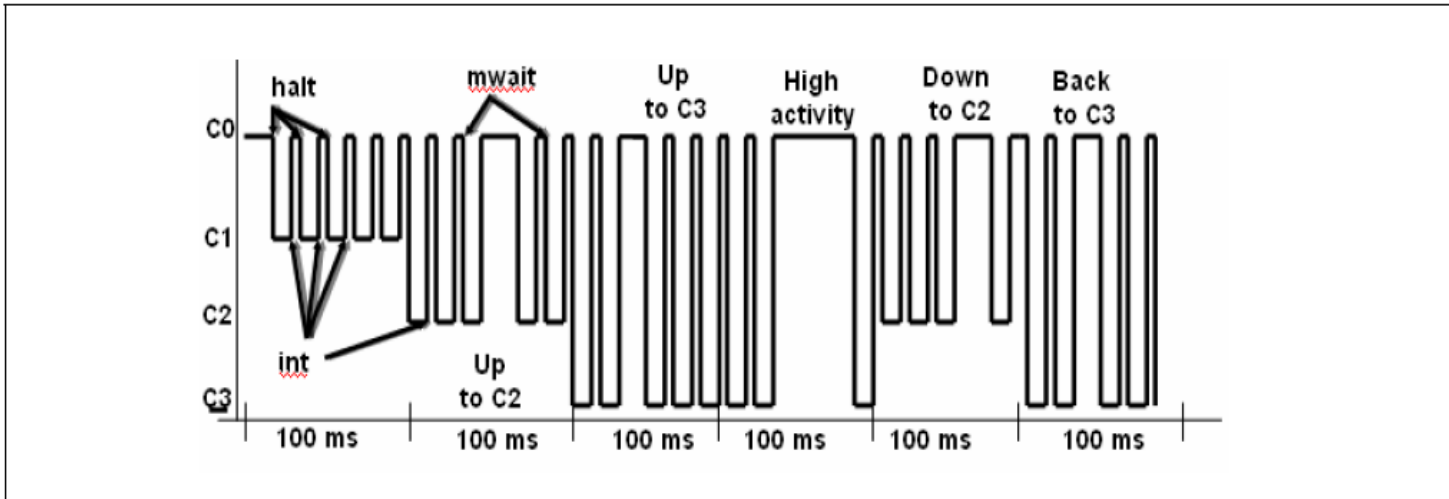 halt
mwait
Up
to C3
High
activity
Down
to C2
Back
to C3
C0
C1
C2
C3
int
Up
to C2
100 ms
100 ms
100 ms
100 ms
100 ms
100 ms